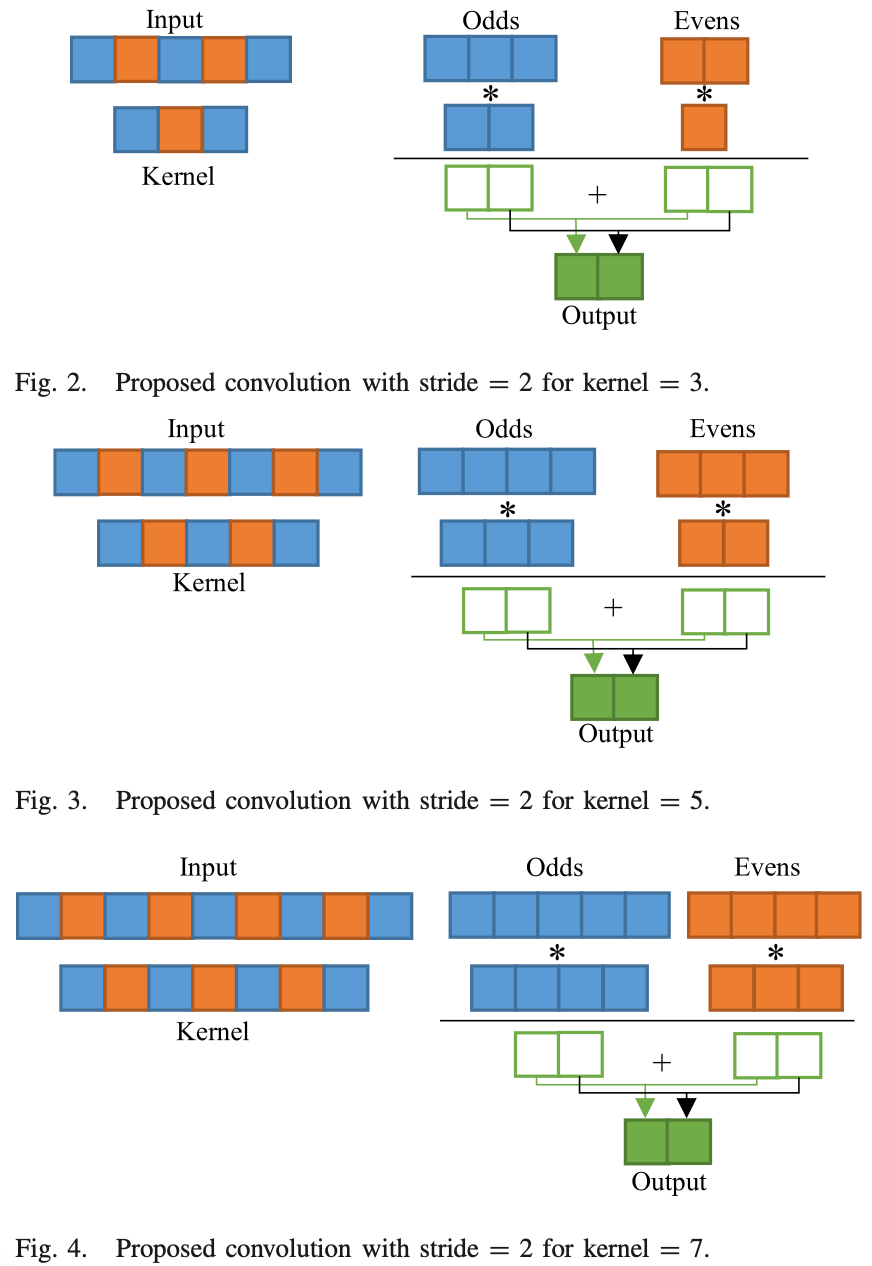 Input
Odds
Evens
*
*
Kernel
+
Output
Fig. 2. Proposed convolution with stride = 2 for kernel = 3.
Input
Odds
Evens
*
*
Kernel
+
Output
Fig. 3. Proposed convolution with stride = 2 for kernel = 5.
Input
Odds
Evens
*
*
Kernel
+
Output
Fig. 4. Proposed convolution with stride = 2 for kernel = 7.